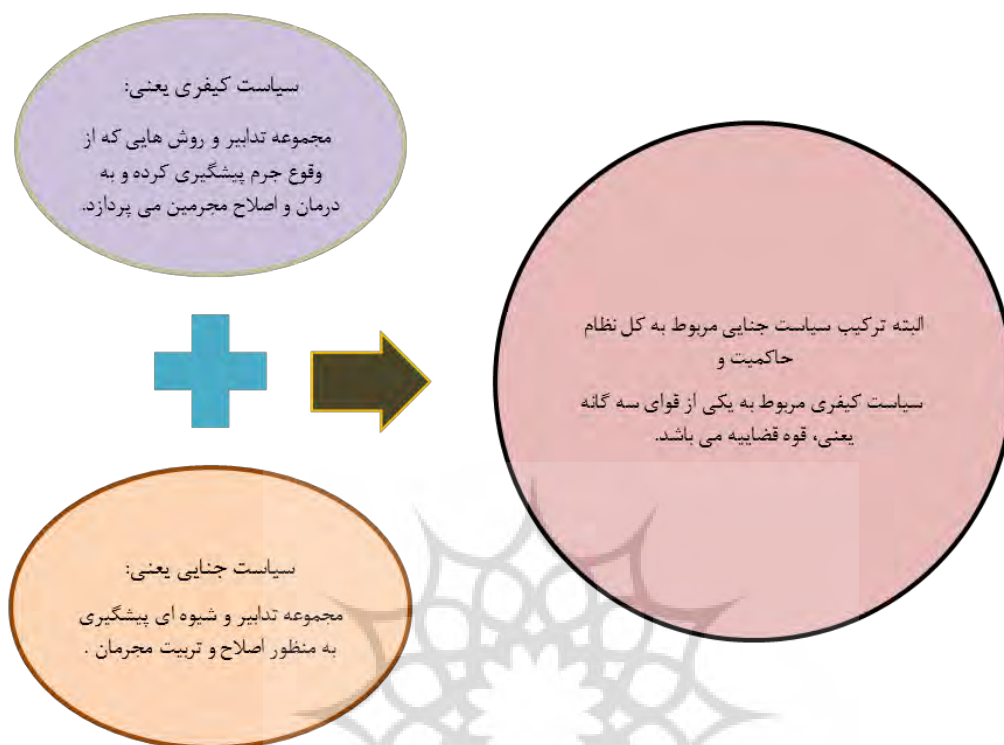 سیاست کیفری یعنی:
مجموعه تدابیر و روش هایی که از
وقوع جرم پیشگیری کرده و به
درمان و اصلاح مجرمین می پردازد.
البته ترکیب سیاست جنایی مربوط به کل نظام
حاکمیت و
سیاست کیفری مربوط به یکی از قوای سه گانه
یعنی، قوه قضاییه می باشد.
سیاست جنایی یعنی:
مجموعه تدابیر و شیوه ای پیشگیری
به منظور اصلاح و تربیت مجرمان .